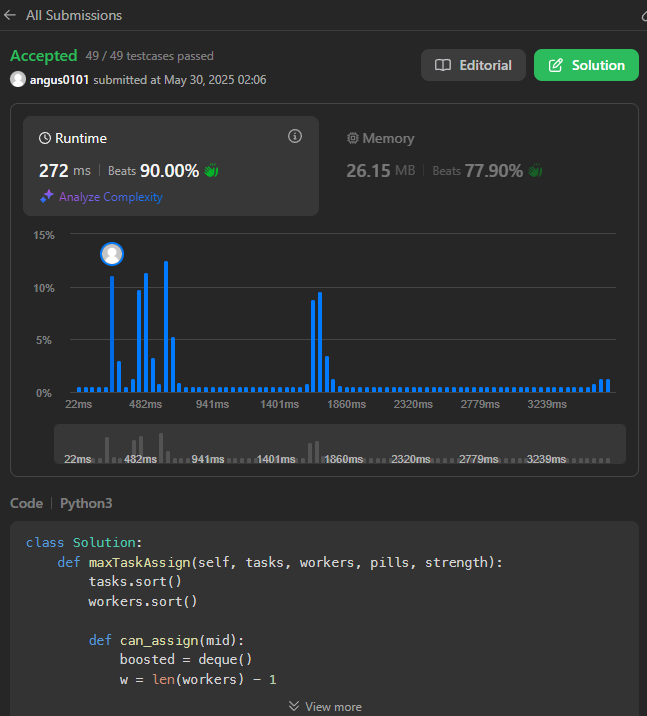 ← All Submissions
Accepted 49 / 49 testcases passed
angus0101 submitted at May 30, 2025 02:06
Editorial
Solution
Runtime
272 ms | Beats 90.00%
Analyze Complexity
Memory
26.15 MB | Beats 77.90%
15%
10%
5%
0%
22ms 482ms 941ms 1401ms 1860ms 2320ms 2779ms 3239ms
22ms 482ms 941ms 1401ms 1860ms 2320ms 2779ms 3239ms
Code | Python3
class Solution:
    def maxTaskAssign(self, tasks, workers, pills, strength):
        tasks.sort()
        workers.sort()
        def can_assign(mid):
            boosted = deque()
            w = len(workers) - 1
View more